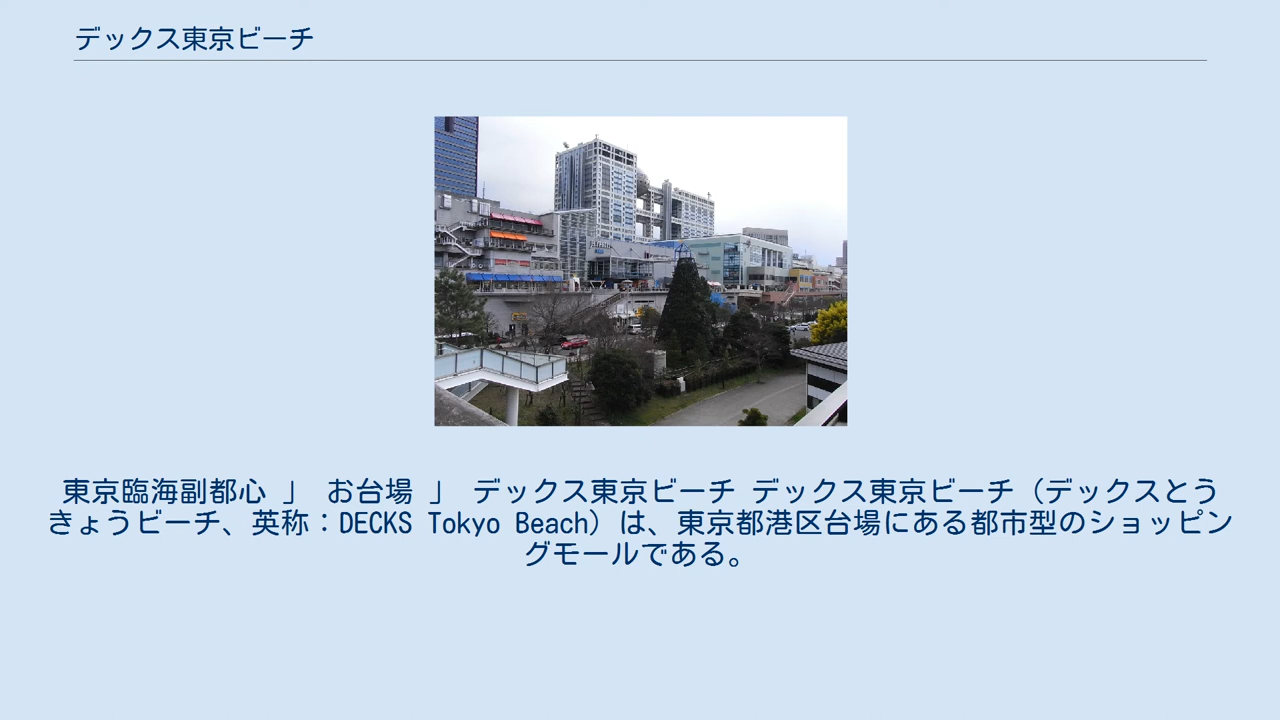 デックス東京ビーチ
東京臨海副都心 」 お台場 」 デックス東京ビーチ デックス東京ビーチ（デックスとう
きょうビーチ、英称：DECKS Tokyo Beach）は、東京都港区台場にある都市型のショッピン
グモールである。